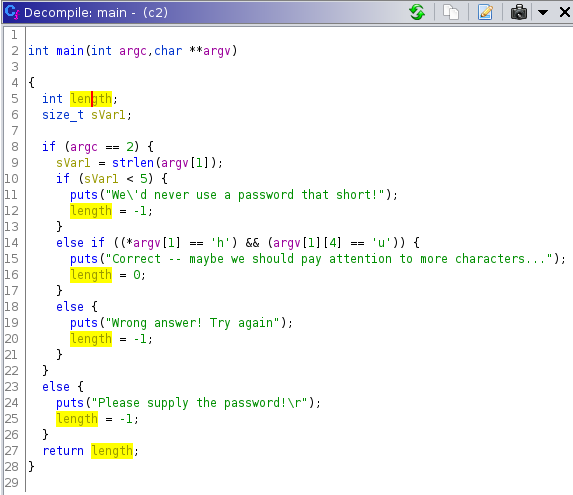 Decompile: main - (c2)
1
2 int main(int argc,char **argv)
3
4 {
5   int length;
6   size_t sVar1;
7
8   if (argc == 2) {
9     sVar1 = strlen(argv[1]);
10     if (sVar1 < 5) {
11       puts("We\'d never use a password that short!");
12       length = -1;
13     }
14     else if ((*argv[1] == 'h') && (argv[1][4] == 'u')) {
15       puts("Correct -- maybe we should pay attention to more characters...");
16       length = 0;
17     }
18     else {
19       puts("Wrong answer! Try again");
20       length = -1;
21     }
22   }
23   else {
24     puts("Please supply the password!\r");
25     length = -1;
26   }
27   return length;
28 }
29